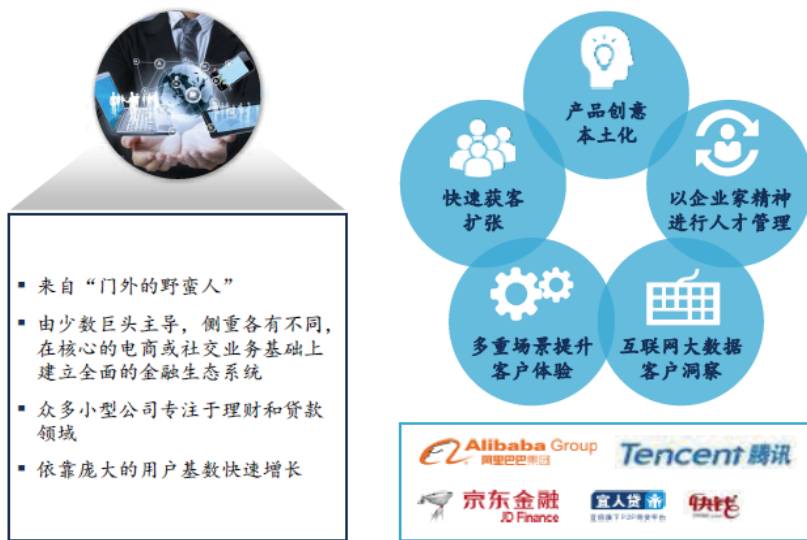 ▪ 来自“门外的野蛮人”
▪ 由少数巨头主导，侧重各有不同，
在核心的电商或社交业务基础上
建立全面的金融生态系统
▪ 众多小型公司专注于理财和贷款
领域
▪ 依靠庞大的用户基数快速增长
产品创意
本土化
快速获客
扩张
以企业家精神
进行人才管理
多重场景提升
客户体验
互联网大数据
客户洞察
Alibaba Group
阿里巴巴集团
Tencent 腾讯
京东金融
JD Finance
宜人贷
快钱